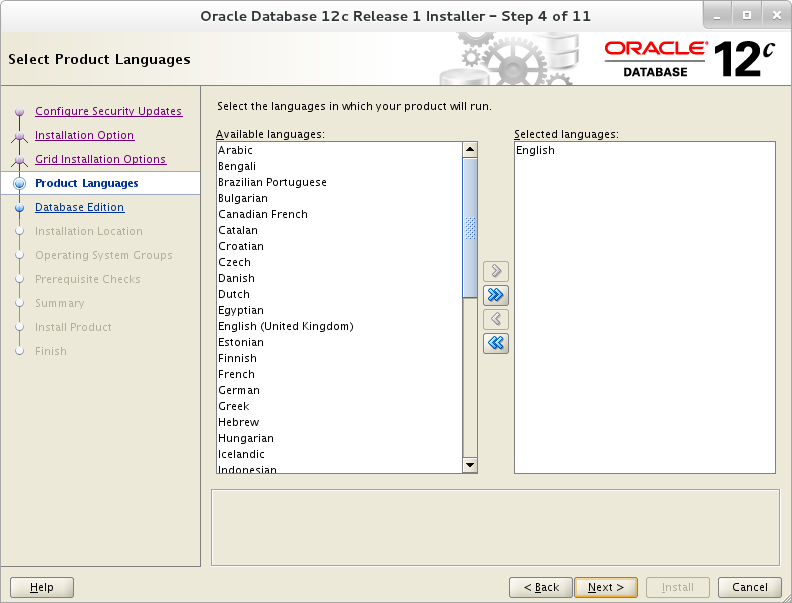 Oracle Database 12c Release 1 Installer - Step 4 of 11
Select Product Languages
ORACLE®
DATABASE
12c
Configure Security Updates
Installation Option
Grid Installation Options
Product Languages
Database Edition
Installation Location
Operating System Groups
Prerequisite Checks
Summary
Install Product
Finish
Select the languages in which your product will run.
Available languages:
Arabic
Bengali
Brazilian Portuguese
Bulgarian
Canadian French
Catalan
Croatian
Czech
Danish
Dutch
Egyptian
English (United Kingdom)
Estonian
Finnish
French
German
Greek
Hebrew
Hungarian
Icelandic
Indonesian
Selected languages:
English
Help
< Back
Next >
Install
Cancel